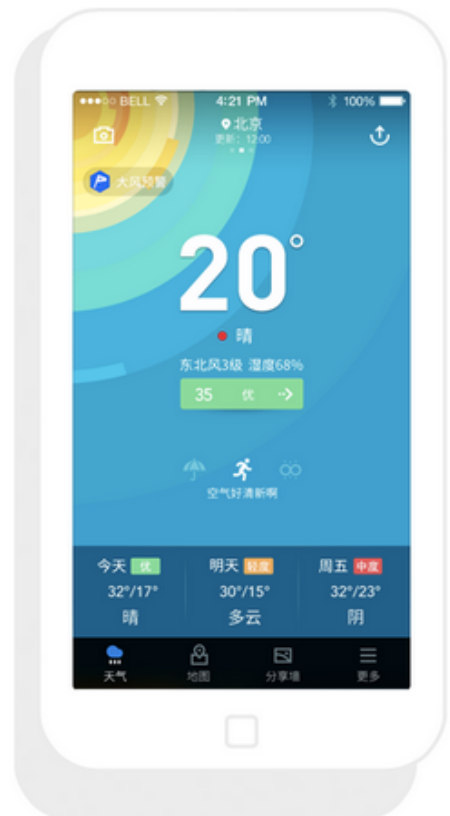 BELL 4:21 PM 100%
北京
更新：12:00
大风预警
20°
晴
东北风3级 湿度68%
35 优
空气好清新啊
今天 优 明天 轻度 周五 中度
32°/17° 30°/15° 32°/23°
晴 多云 阴
天气 地图 分享墙 更多